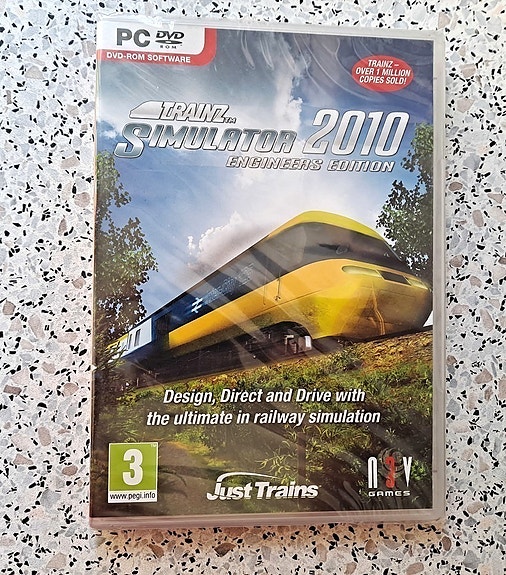 PC DVD
ROM
DVD-ROM SOFTWARE
TRAINZ –
OVER 1 MILLION
COPIES SOLD!
TRAINZ TM
SIMULATOR 2010
ENGINEERS EDITION
Design, Direct and Drive with
the ultimate in railway simulation
3
www.pegi.info
Just Trains
N3V
GAMES